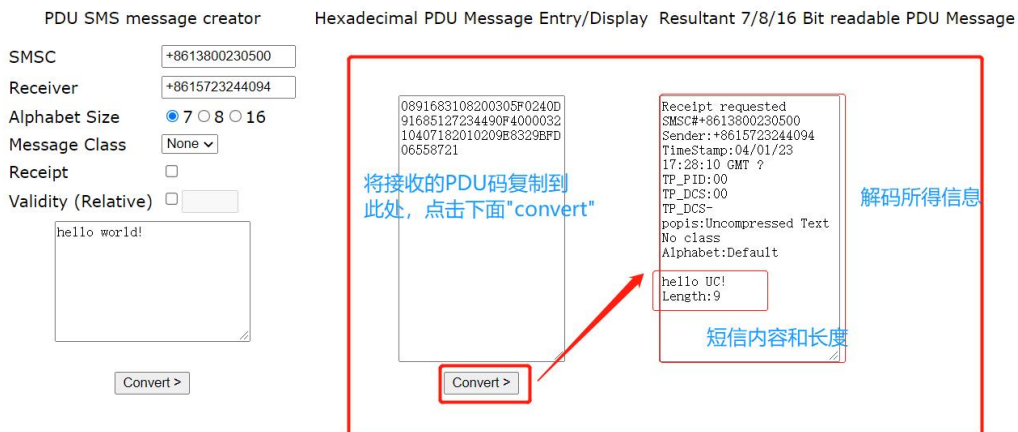 PDU SMS message creator
Hexadecimal PDU Message Entry/Display
Resultant 7/8/16 Bit readable PDU Message
SMSC
+8613800230500
Receiver
+8615723244094
Alphabet Size
7 8 16
Message Class
None
Receipt
Validity (Relative)
hello world!
Convert >
0891683108200305F0240D
91685127234490F4000032
10407182010209E8329BFD
06558721
将接收的PDU码复制到
此处，点击下面"convert"
Convert >
Receipt requested
SMSC#+8613800230500
Sender:+8615723244094
TimeStamp:04/01/23
17:28:10 GMT ?
TP_PID:00
TP_DCS:00
TP_DCS-
popis:Uncompressed Text
No class
Alphabet:Default
hello UC!
Length:9
解码所得信息
短信内容和长度